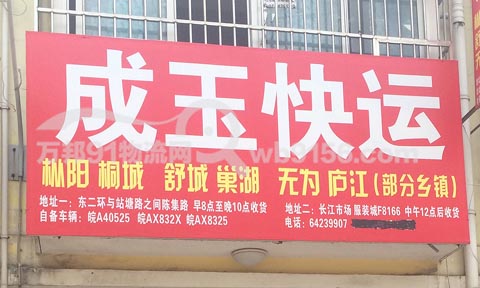 成玉快运
万邦91物流网 wb3156.com
枞阳 桐城 舒城 巢湖 无为 庐江(部分乡镇)
地址一：东二环与站塘路之间陈集路 早8点至晚10点收货
自备车辆：皖A40525 皖AX832X 皖AX8325
地址二：长江市场 服装城F8166 中午12点后收货
电话：64239907